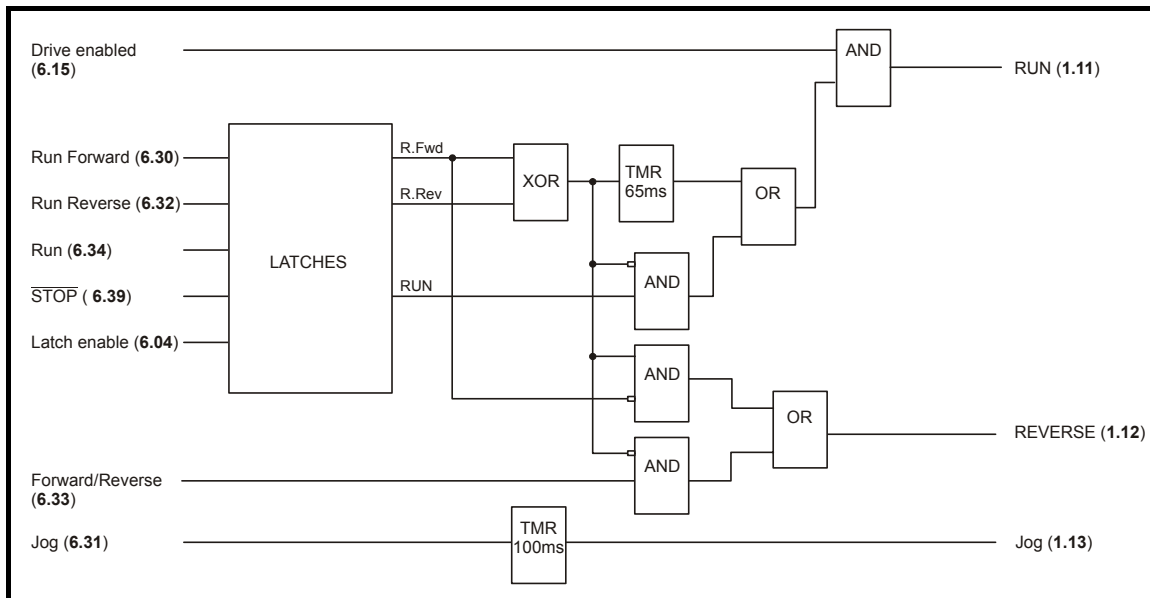 Drive enabled
(6.15)
AND
RUN (1.11)
Run Forward (6.30)
R.Fwd
XOR
TMR
65ms
OR
Run Reverse (6.32)
R.Rev
Run (6.34)
LATCHES
AND
STOP ( 6.39)
RUN
Latch enable (6.04)
AND
OR
REVERSE (1.12)
AND
Forward/Reverse
(6.33)
Jog (6.31)
TMR
100ms
Jog (1.13)